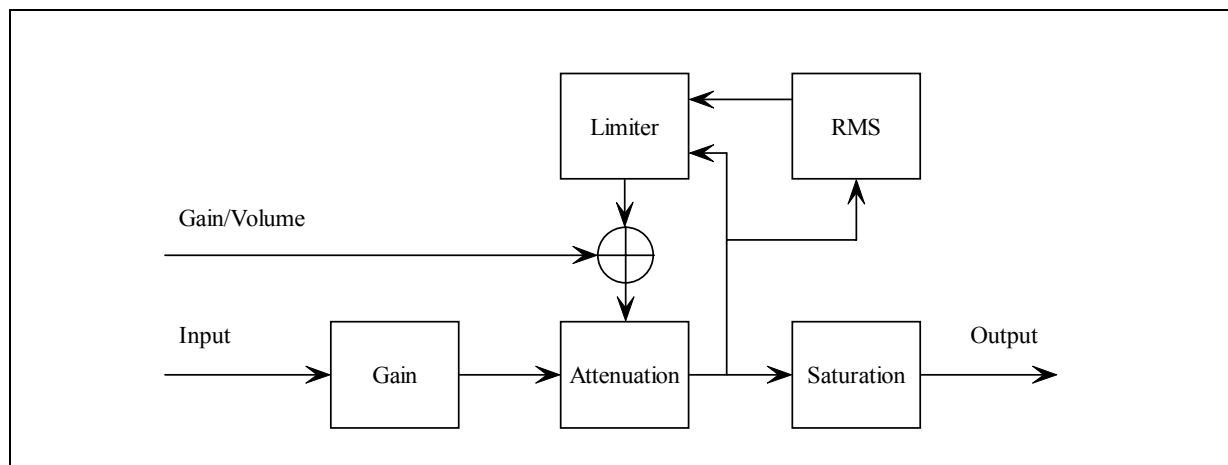 Limiter
RMS
Gain/Volume
Input
Output
Gain
Attenuation
Saturation